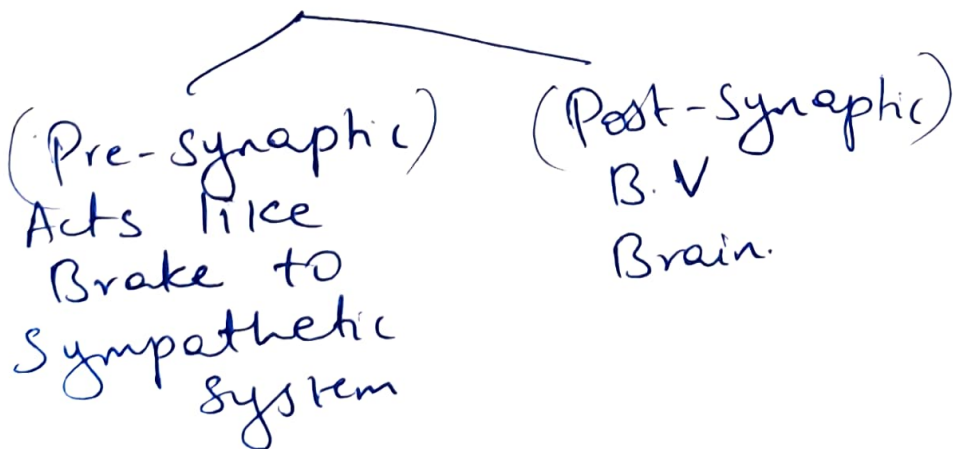 (Pre-synaptic)
Acts like
Brake to
Sympathetic
System
(Post-Synaptic)
B.V
Brain.